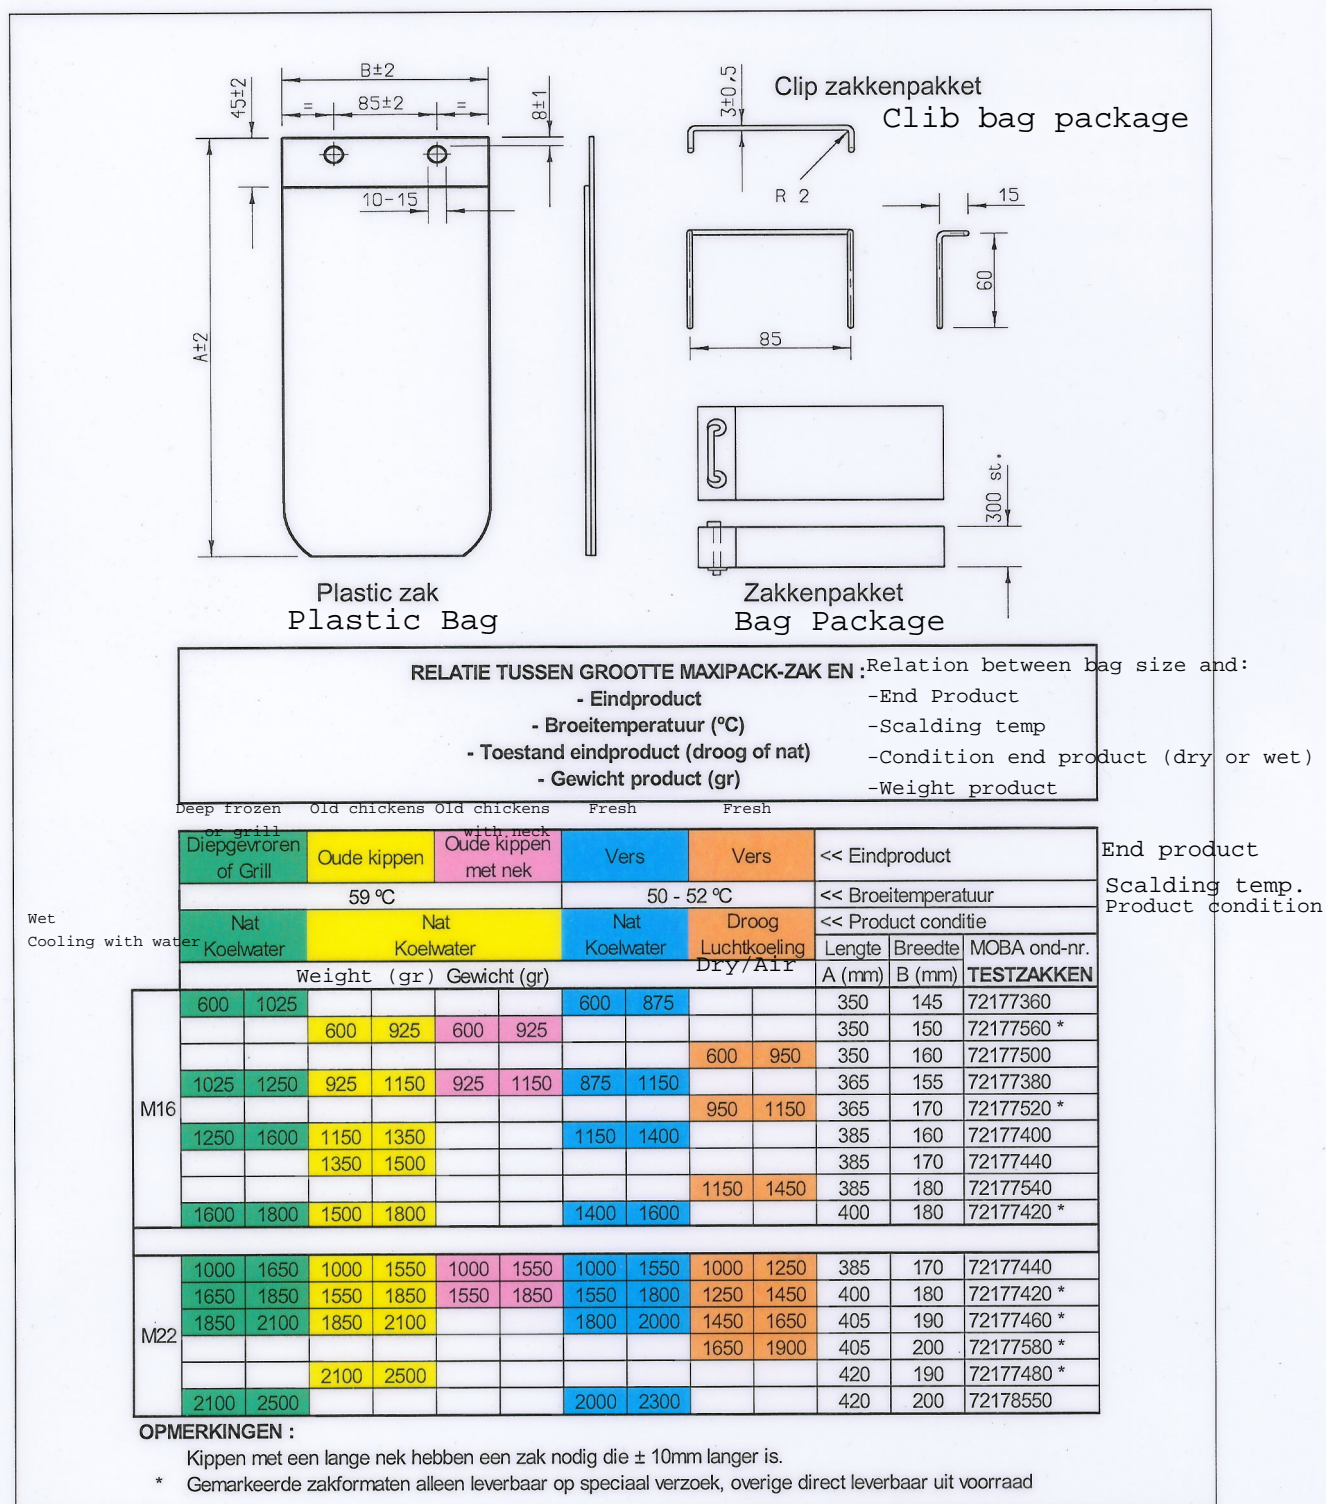 B±2
45±2
= 85±2 =
8±1
10-15
A±2
Plastic zak
Plastic Bag
3±0,5
Clip zakkenpakket
Clib bag package
R 2
15
60
85
300 st.
Zakkenpakket
Bag Package
RELATIE TUSSEN GROOTTE MAXIPACK-ZAK EN :
- Eindproduct
- Broeitemperatuur (ºC)
- Toestand eindproduct (droog of nat)
- Gewicht product (gr)
Relation between bag size and:
-End Product
-Scalding temp
-Condition end product (dry or wet)
-Weight product
Deep frozen or grill
Old chickens
Old chickens with neck
Fresh
Fresh
Diepgevroren of Grill
Oude kippen
Oude kippen met nek
Vers
Vers
<< Eindproduct
End product
59 ºC
50 - 52 ºC
<< Broeitemperatuur
Scalding temp.
Wet
Cooling with water
Nat Koelwater
Nat Koelwater
Nat Koelwater
Droog Luchtkoeling
Dry/Air
<< Product conditie
Product condition
Lengte Breedte MOBA ond-nr.
Weight (gr) Gewicht (gr)
A (mm) B (mm) TESTZAKKEN
M16
600 1025 600 875 350 145 72177360
600 925 600 925 350 150 72177560 *
600 950 350 160 72177500
1025 1250 925 1150 925 1150 875 1150 365 155 72177380
950 1150 365 170 72177520 *
1250 1600 1150 1350 1150 1400 385 160 72177400
1350 1500 385 170 72177440
1150 1450 385 180 72177540
1600 1800 1500 1800 1400 1600 400 180 72177420 *
M22
1000 1650 1000 1550 1000 1550 1000 1550 1000 1250 385 170 72177440
1650 1850 1550 1850 1550 1850 1550 1800 1250 1450 400 180 72177420 *
1850 2100 1850 2100 1800 2000 1450 1650 405 190 72177460 *
1650 1900 405 200 72177580 *
2100 2500 420 190 72177480 *
2100 2500 2000 2300 420 200 72178550
OPMERKINGEN :
Kippen met een lange nek hebben een zak nodig die ± 10mm langer is.
* Gemarkeerde zakformaten alleen leverbaar op speciaal verzoek, overige direct leverbaar uit voorraad